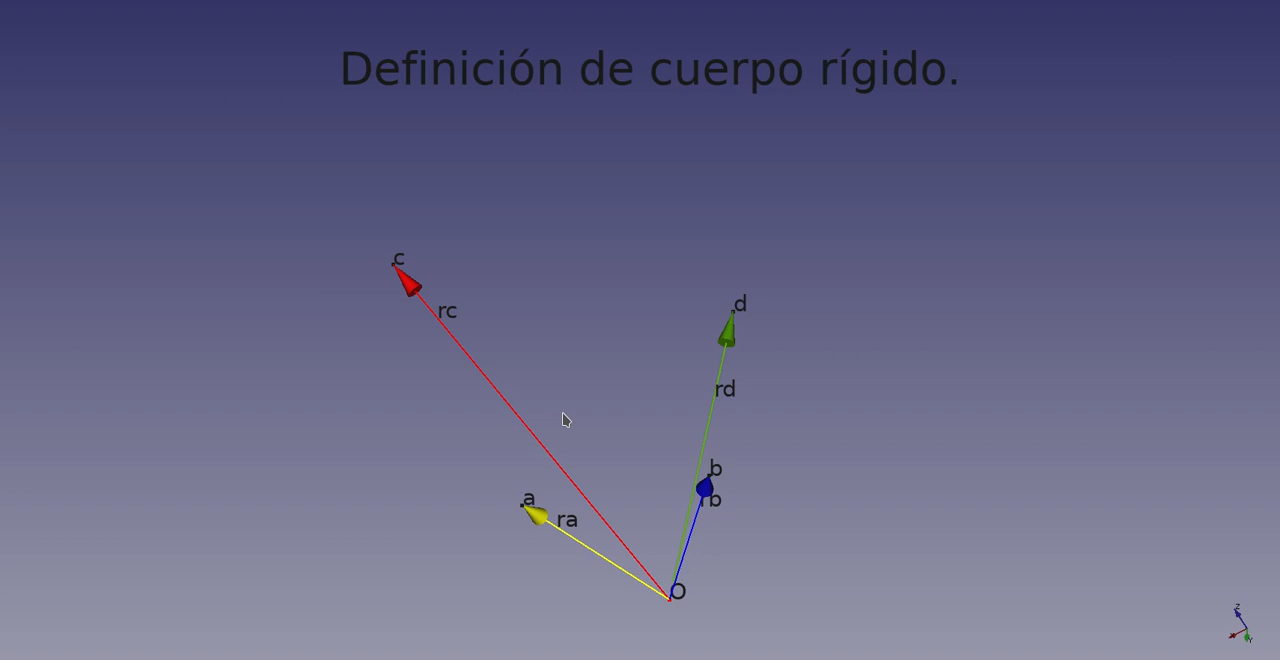 Definición de cuerpo rígido.
c
rc
d
rd
b
rb
a
ra
O
Z
X
Y